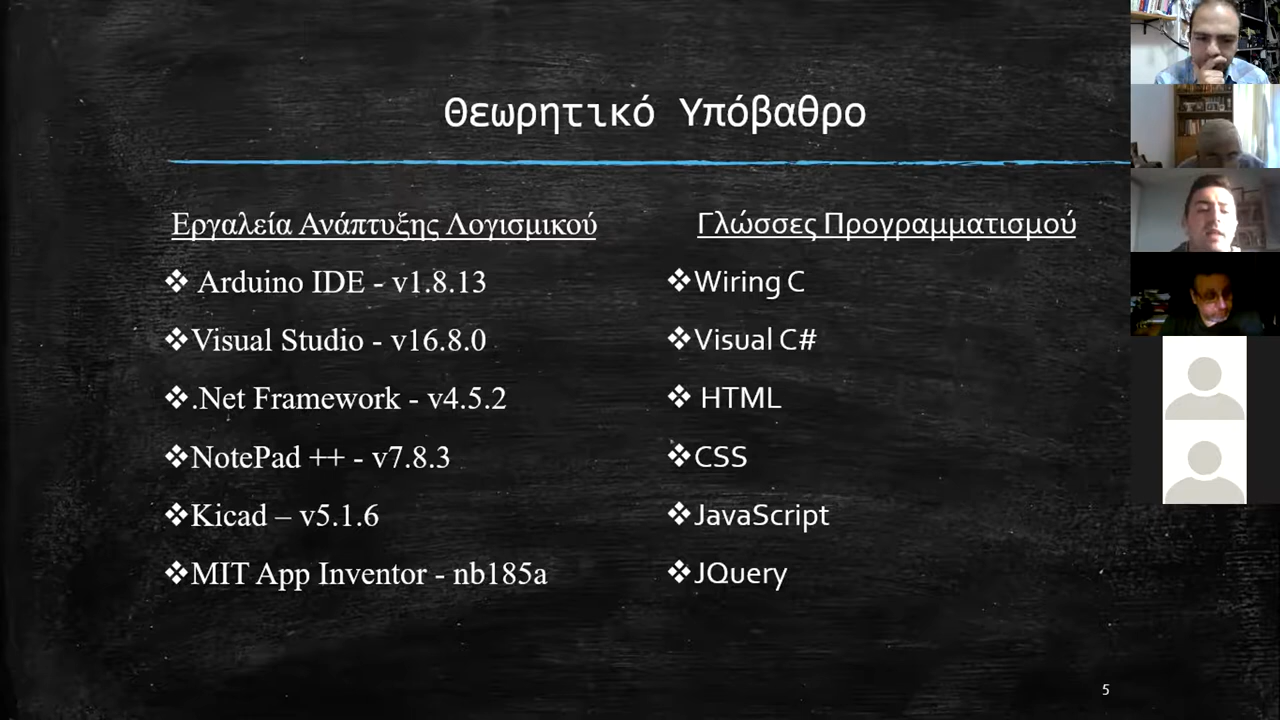 Θεωρητικό Υπόβαθρο
Εργαλεία Ανάπτυξης Λογισμικού
❖ Arduino IDE - v1.8.13
❖Visual Studio - v16.8.0
❖.Net Framework - v4.5.2
❖NotePad ++ - v7.8.3
❖Kicad – v5.1.6
❖MIT App Inventor - nb185a
Γλώσσες Προγραμματισμού
❖Wiring C
❖Visual C#
❖ HTML
❖CSS
❖JavaScript
❖JQuery
5